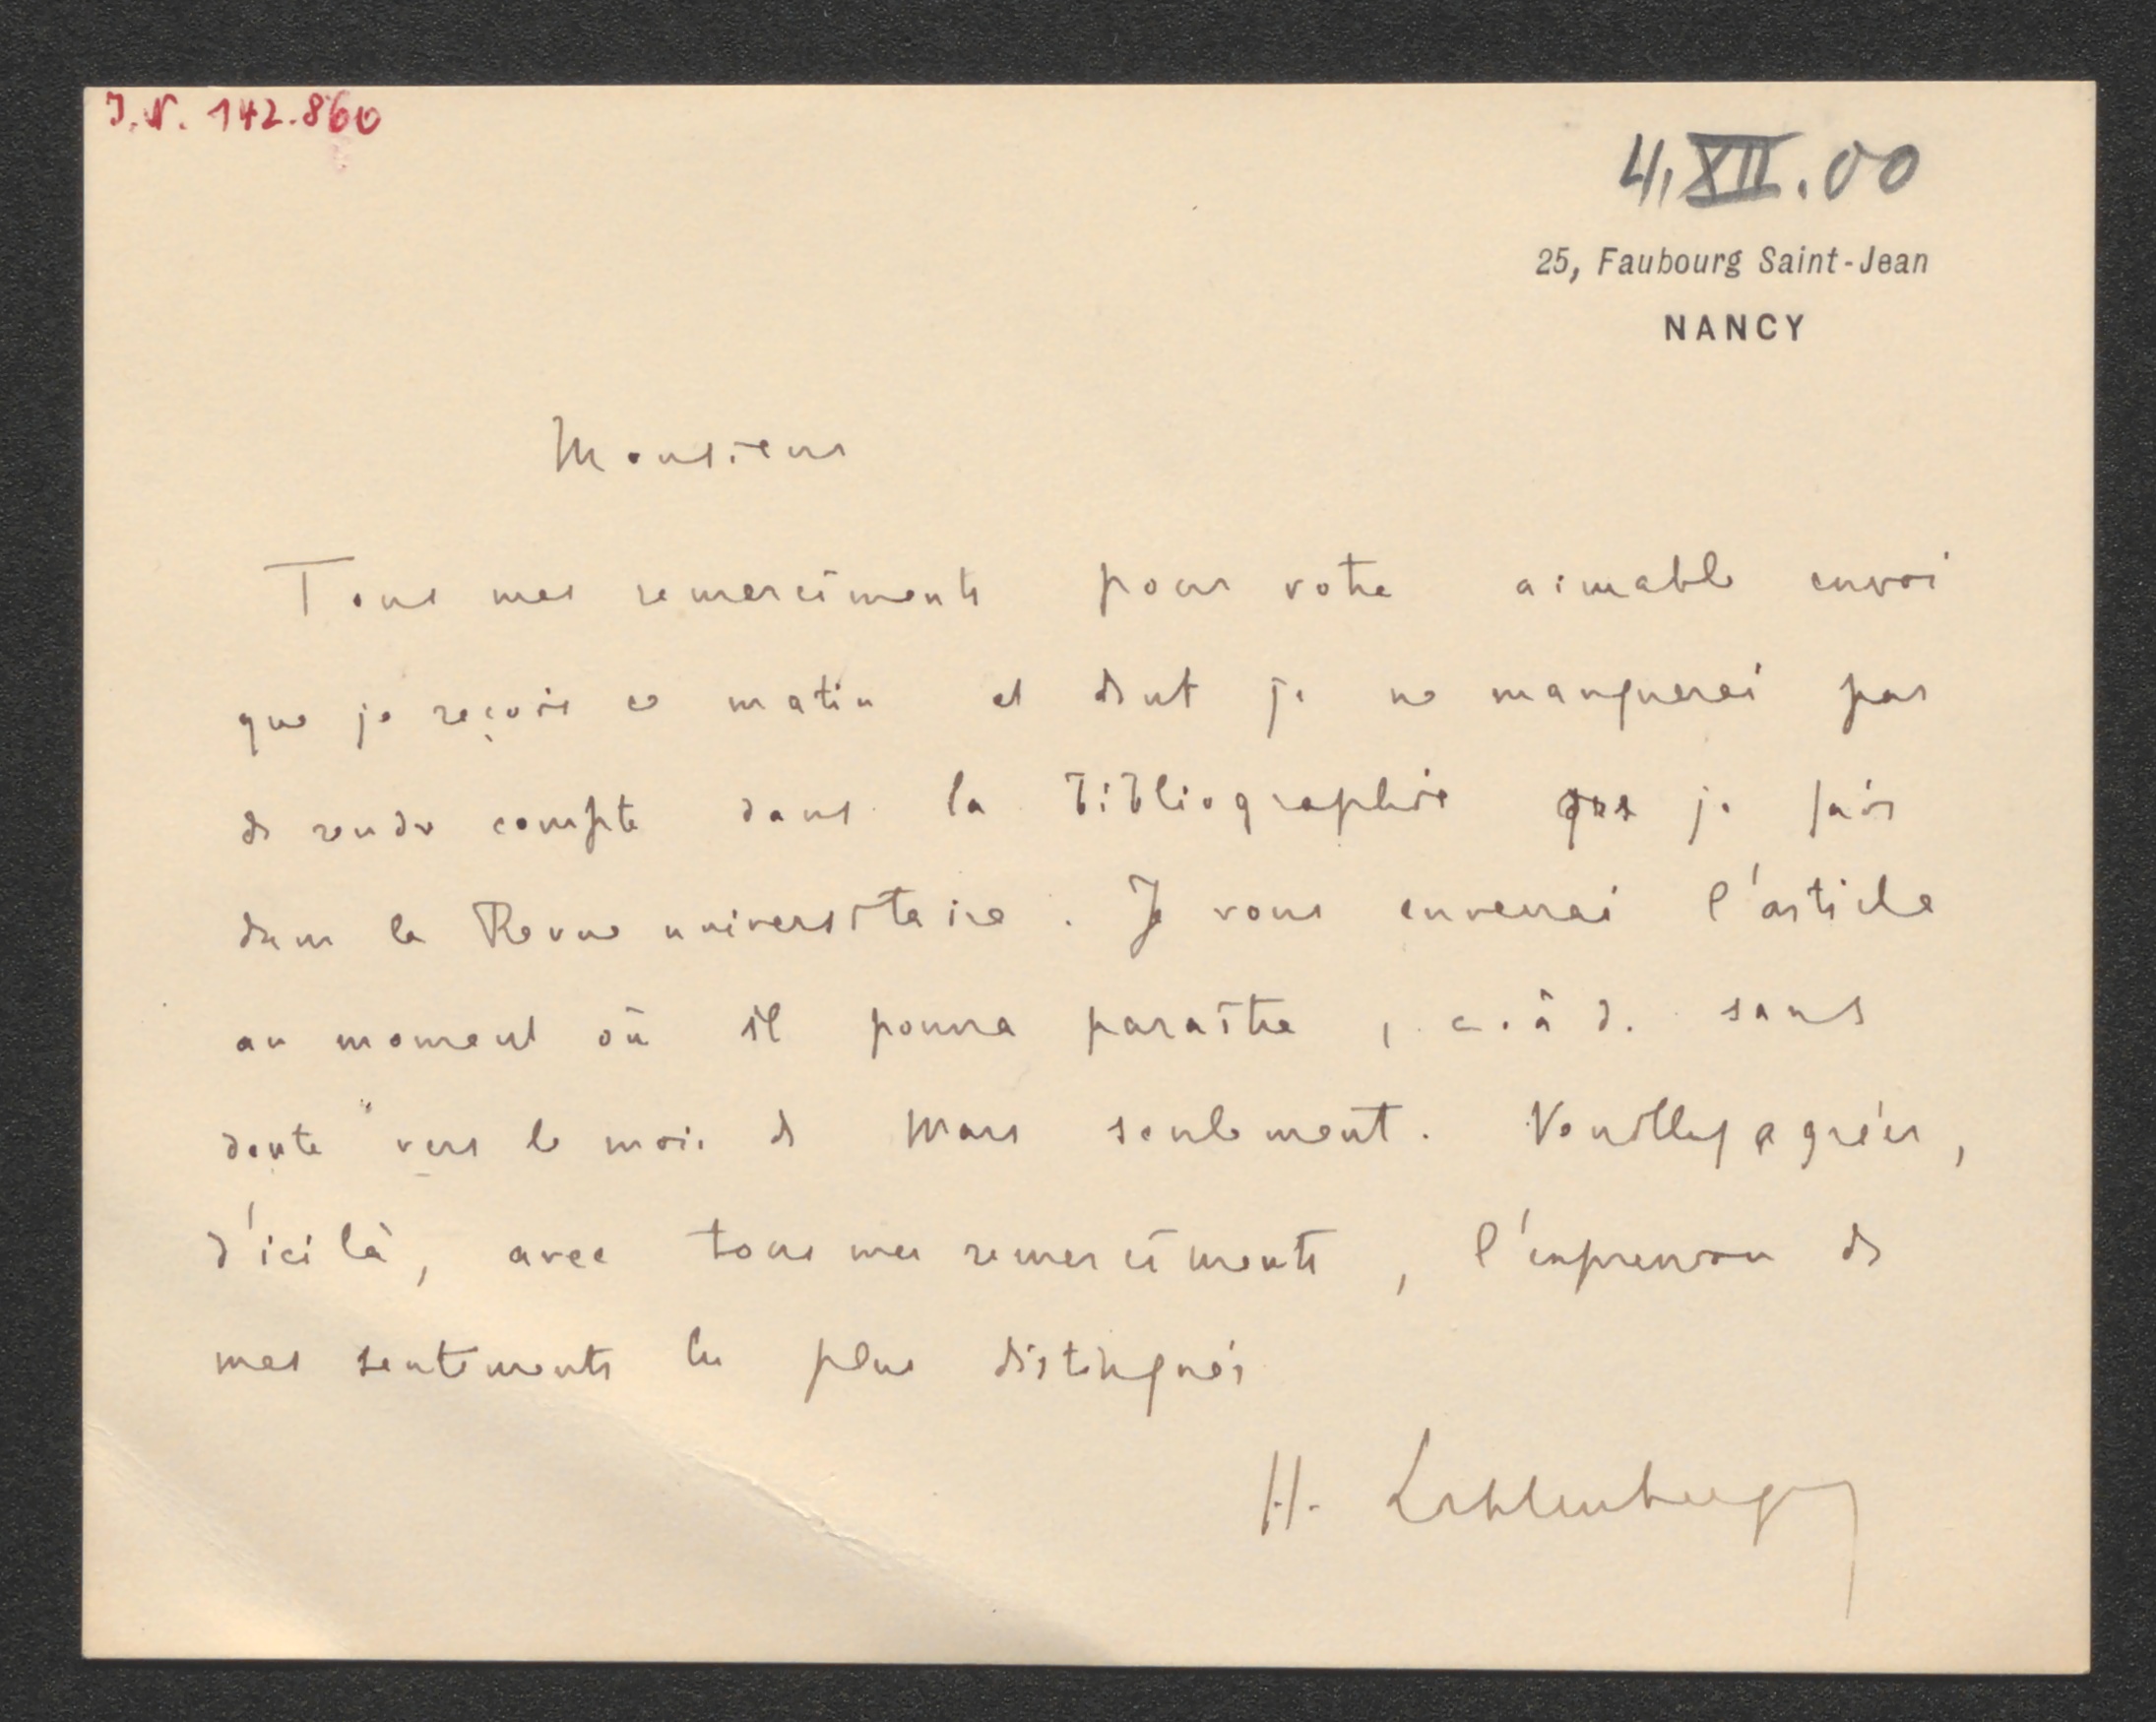 J.N. 142.860
4.XII.00
25, Faubourg Saint-Jean
NANCY
Monsieur
Tous mes remercîments pour votre aimable envoi
que je reçois ce matin et dont je ne manquerai pas
de rendre compte dans la bibliographie que je fais
dans la Revue universitaire. Je vous enverrai l'article
au moment où il pourra paraître, c. à d. sans
doute vers le mois de Mars seulement. Veuillez agréer,
d'ici là, avec tous mes remercîments, l'expression de
mes sentiments les plus distingués
H. Lichtenberger